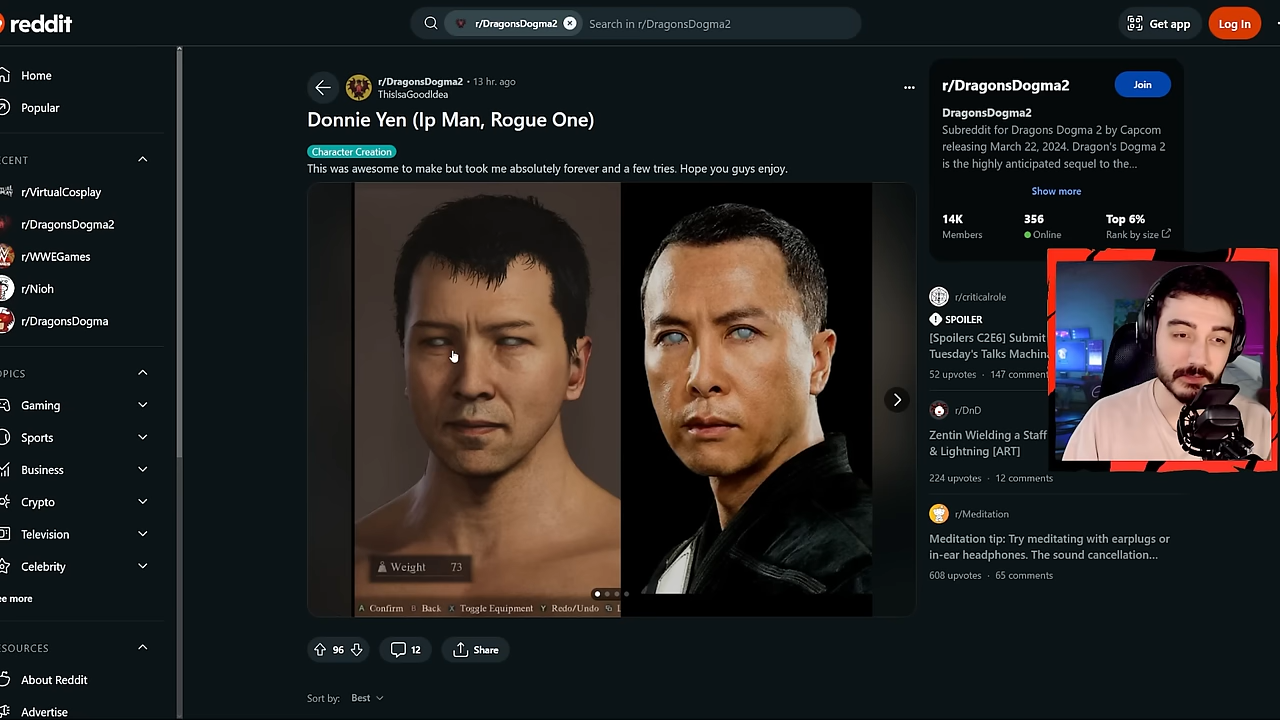 reddit
r/DragonsDogma2
Search in r/DragonsDogma2
Get app
Log In
Home
Popular
ECENT
r/VirtualCosplay
r/DragonsDogma2
r/WWEGames
r/Nioh
r/DragonsDogma
OPICS
Gaming
Sports
Business
Crypto
Television
Celebrity
ee more
ESOURCES
About Reddit
Advertise
r/DragonsDogma2 • 13 hr. ago
ThisIsaGoodIdea
Donnie Yen (Ip Man, Rogue One)
Character Creation
This was awesome to make but took me absolutely forever and a few tries. Hope you guys enjoy.
Weight 73
A Confirm B Back X Toggle Equipment Y Redo/Undo
96
12
Share
Sort by: Best
r/DragonsDogma2
Join
DragonsDogma2
Subreddit for Dragons Dogma 2 by Capcom
releasing March 22, 2024. Dragon's Dogma 2
is the highly anticipated sequel to the...
Show more
14K 356 Top 6%
Members Online Rank by size
r/criticalrole
SPOILER
[Spoilers C2E6] Submit
Tuesday's Talks Machin
52 upvotes · 147 comment
r/DnD
Zentin Wielding a Staff
& Lightning [ART]
224 upvotes · 12 comments
r/Meditation
Meditation tip: Try meditating with earplugs or
in-ear headphones. The sound cancellation...
608 upvotes · 65 comments